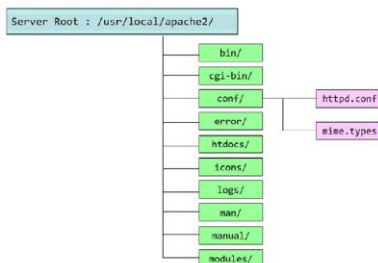 Server Root : /usr/local/apache2/
bin/
cgi-bin/
conf/
httpd.conf
mime.types
error/
htdocs/
icons/
logs/
man/
manual/
modules/